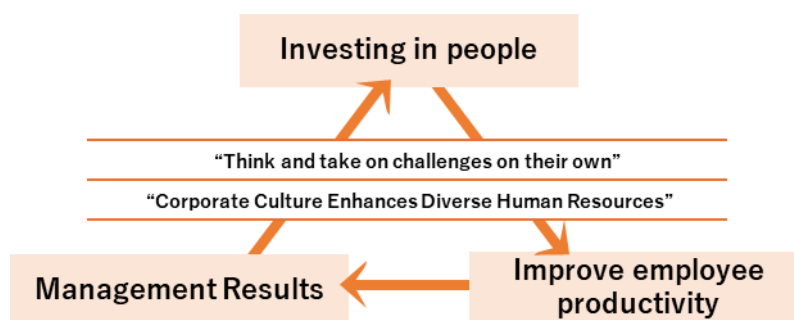 Investing in people
“Think and take on challenges on their own”
“Corporate Culture Enhances Diverse Human Resources”
Management Results
Improve employee
productivity